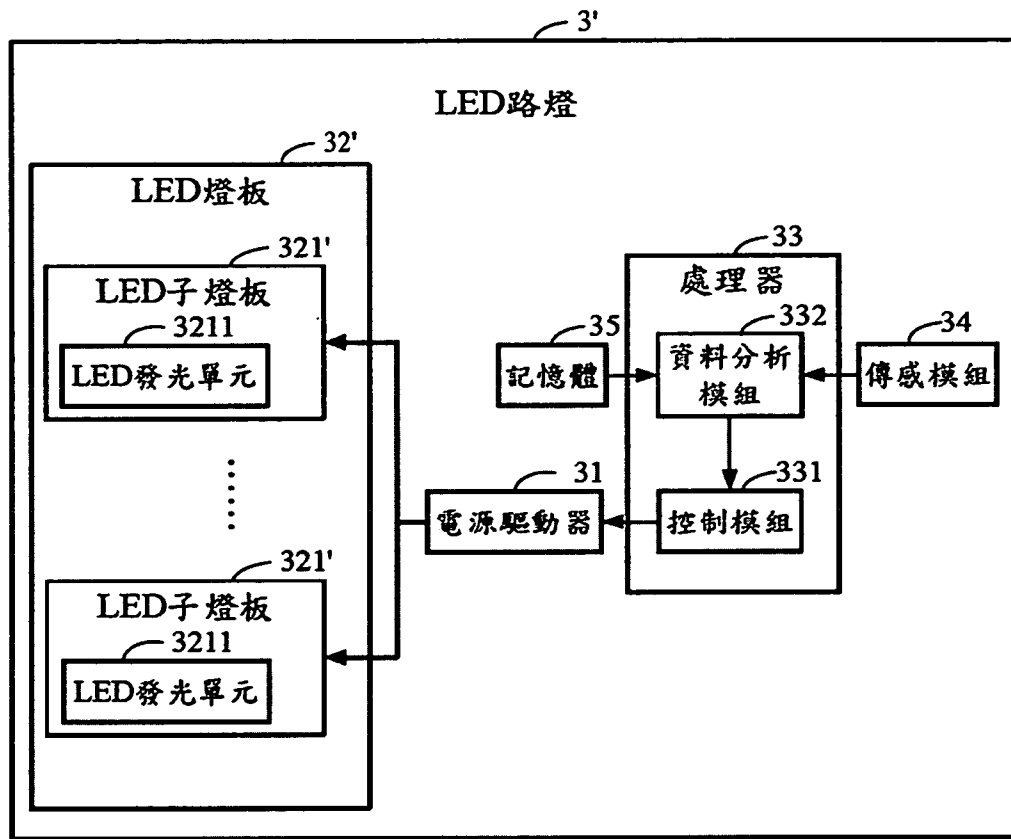 3'
LED路燈
32'
LED燈板
321'
LED子燈板
3211
LED發光單元
......
321'
LED子燈板
3211
LED發光單元
31
電源驅動器
35
記憶體
33
處理器
332
資料分析
模組
331
控制模組
34
傳感模組